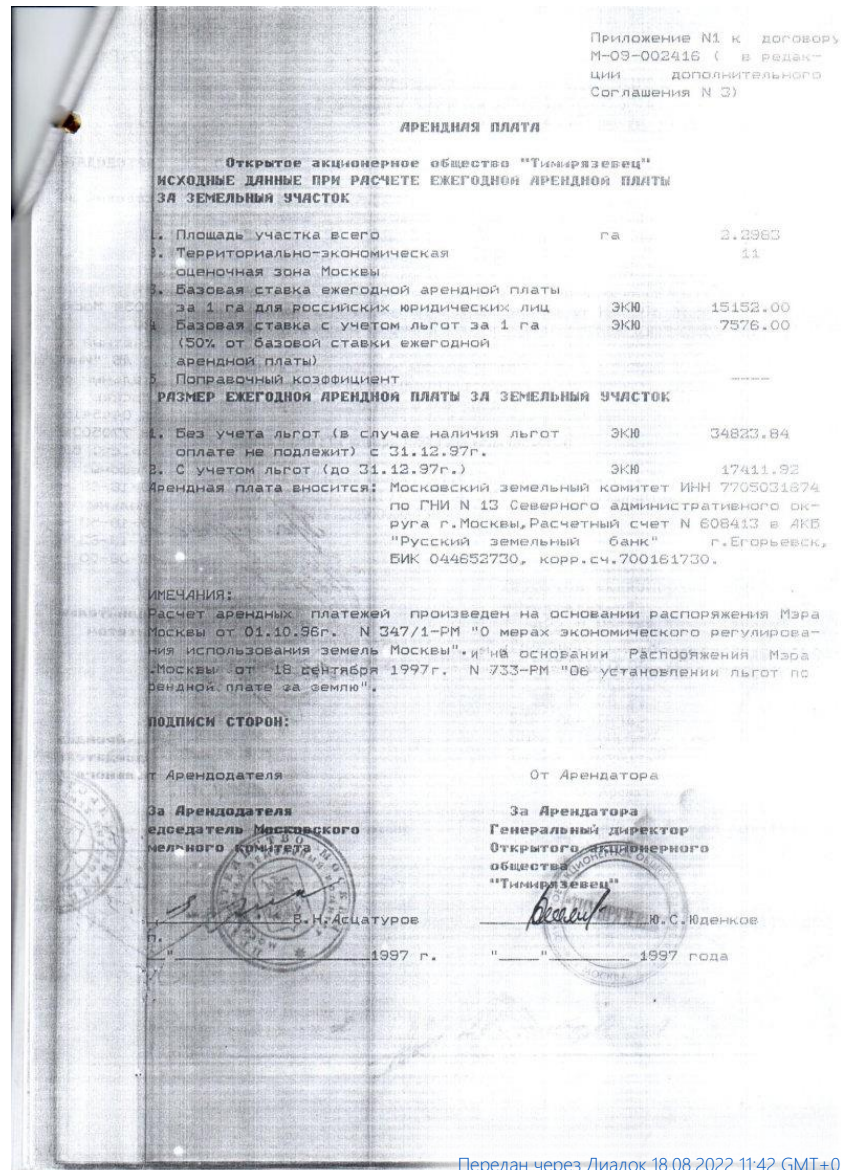 Приложение N1 к договору
М-09-002416 ( в редак-
ции дополнительного
Соглашения N 3)
АРЕНДНАЯ ПЛАТА
Открытое акционерное общество "Тимирязевец"
ИСХОДНЫЕ ДАННЫЕ ПРИ РАСЧЕТЕ ЕЖЕГОДНОЙ АРЕНДНОЙ ПЛАТЫ
ЗА ЗЕМЕЛЬНЫЙ УЧАСТОК
1. Площадь участка всего га 2.2983
2. Территориально-экономическая 11
оценочная зона Москвы
3. Базовая ставка ежегодной арендной платы
за 1 га для российских юридических лиц ЭКЮ 15152.00
4 Базовая ставка с учетом льгот за 1 га ЭКЮ 7576.00
(50% от базовой ставки ежегодной
арендной платы)
5 Поправочный коэффициент ----
РАЗМЕР ЕЖЕГОДНОЙ АРЕНДНОЙ ПЛАТЫ ЗА ЗЕМЕЛЬНЫЙ УЧАСТОК
1. Без учета льгот (в случае наличия льгот ЭКЮ 34823.84
оплате не подлежит) с 31.12.97г.
2. С учетом льгот (до 31.12.97г.) ЭКЮ 17411.92
Арендная плата вносится: Московский земельный комитет ИНН 7705031674
по ГНИ N 13 Северного административного ок-
руга г.Москвы,Расчетный счет N 608413 в АКБ
"Русский земельный банк" г.Егорьевск,
БИК 044652730, корр.сч.700161730.
ИМЕЧАНИЯ:
Расчет арендных платежей произведен на основании распоряжения Мэра
Москвы от 01.10.96г. N 347/1-РМ "О мерах экономического регулирова-
ния использования земель Москвы".и на основании Распоряжения Мэра
.Москвы от 18 сентября 1997г. N 733-РМ "Об установлении льгот по
рендной плате за землю".
ПОДПИСИ СТОРОН:
т Арендодателя От Арендатора
За Арендодателя За Арендатора
едседатель Московского Генеральный директор
мельного комитета Открытого акционерного
общества
"Тимирязевец"
В.Н.Асцатуров Ю.С.Юденков
п.
"______1997 г. "___"________ 1997 года
Передан через Диадок 18.08.2022 11:42 GMT+0